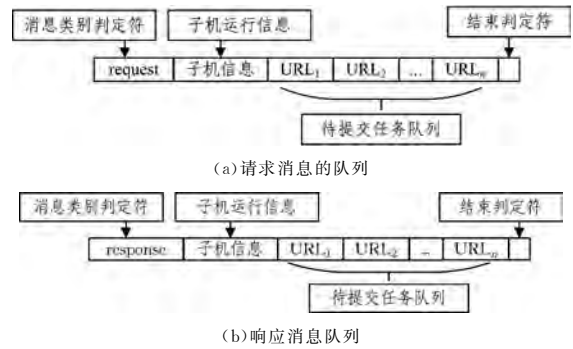 消息类别判定符 子机运行信息 结束判定符
request 子机信息 URL₁ URL₂ ... URLₙ
待提交任务队列
(a)请求消息的队列
消息类别判定符 子机运行信息 结束判定符
response 子机信息 URL₁ URL₂ ... URLₙ
待提交任务队列
(b)响应消息队列